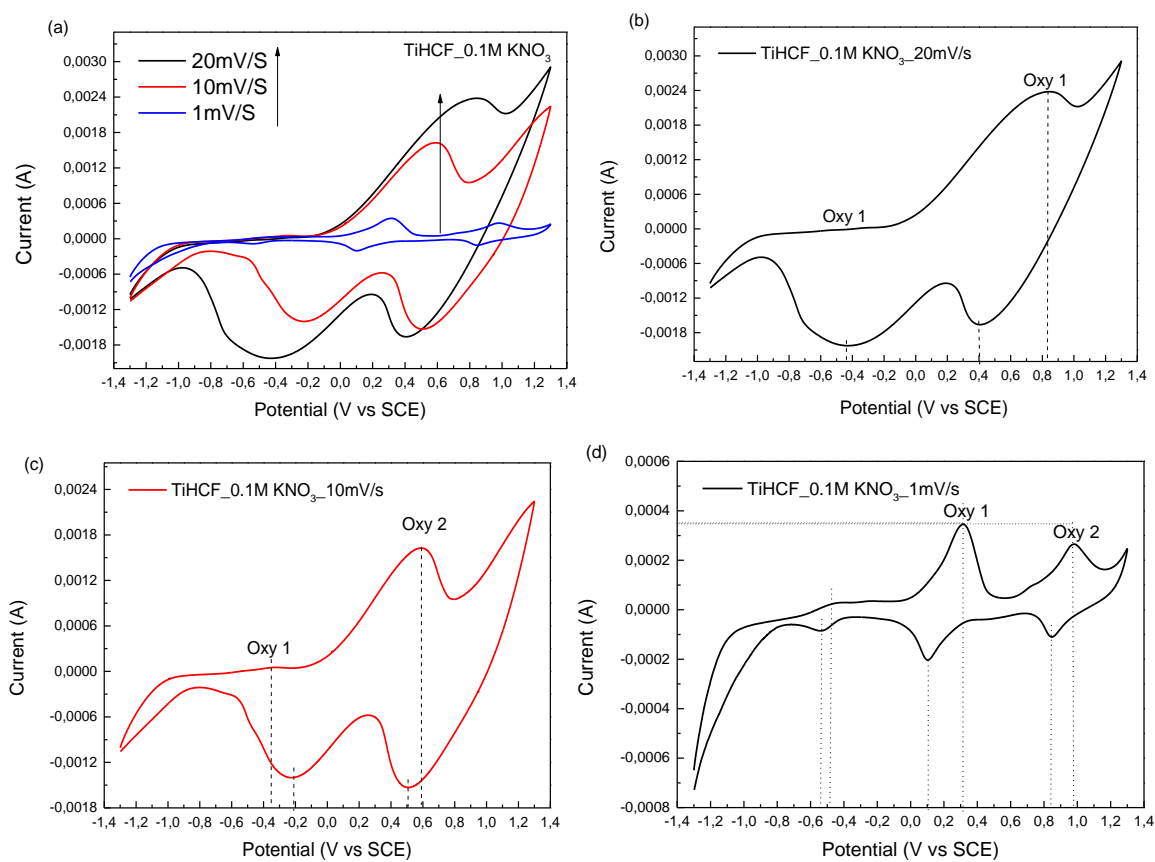 (a)
TiHCF_0.1M KNO₃
20mV/S
10mV/S
1mV/S
0,0030
0,0024
0,0018
0,0012
0,0006
0,0000
-0,0006
-0,0012
-0,0018
Current (A)
-1,4 -1,2 -1,0 -0,8 -0,6 -0,4 -0,2 0,0 0,2 0,4 0,6 0,8 1,0 1,2 1,4
Potential (V vs SCE)
(b)
TiHCF_0.1M KNO₃_20mV/s
Oxy 1
Oxy 1
0,0030
0,0024
0,0018
0,0012
0,0006
0,0000
-0,0006
-0,0012
-0,0018
Current (A)
-1,4 -1,2 -1,0 -0,8 -0,6 -0,4 -0,2 0,0 0,2 0,4 0,6 0,8 1,0 1,2 1,4
Potential (V vs SCE)
(c)
TiHCF_0.1M KNO₃_10mV/s
Oxy 2
Oxy 1
0,0024
0,0018
0,0012
0,0006
0,0000
-0,0006
-0,0012
-0,0018
Current (A)
-1,4 -1,2 -1,0 -0,8 -0,6 -0,4 -0,2 0,0 0,2 0,4 0,6 0,8 1,0 1,2 1,4
Potential (V vs SCE)
(d)
TiHCF_0.1M KNO₃_1mV/s
Oxy 1
Oxy 2
0,0006
0,0004
0,0002
0,0000
-0,0002
-0,0004
-0,0006
-0,0008
Current (A)
-1,4 -1,2 -1,0 -0,8 -0,6 -0,4 -0,2 0,0 0,2 0,4 0,6 0,8 1,0 1,2 1,4
Potential (V vs SCE)